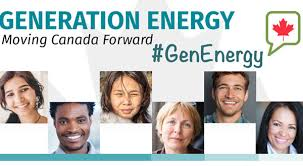 GENERATION ENERGY
Moving Canada Forward
#GenEnergy